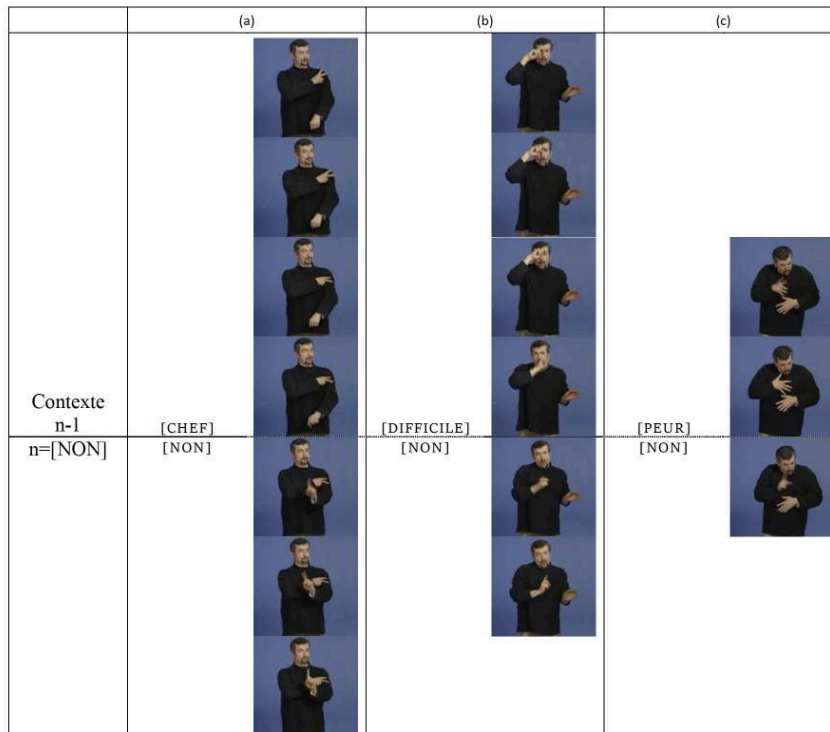 (a) (b) (c)
Contexte
n-1 [CHEF] [DIFFICILE] [PEUR]
n=[NON] [NON] [NON] [NON]